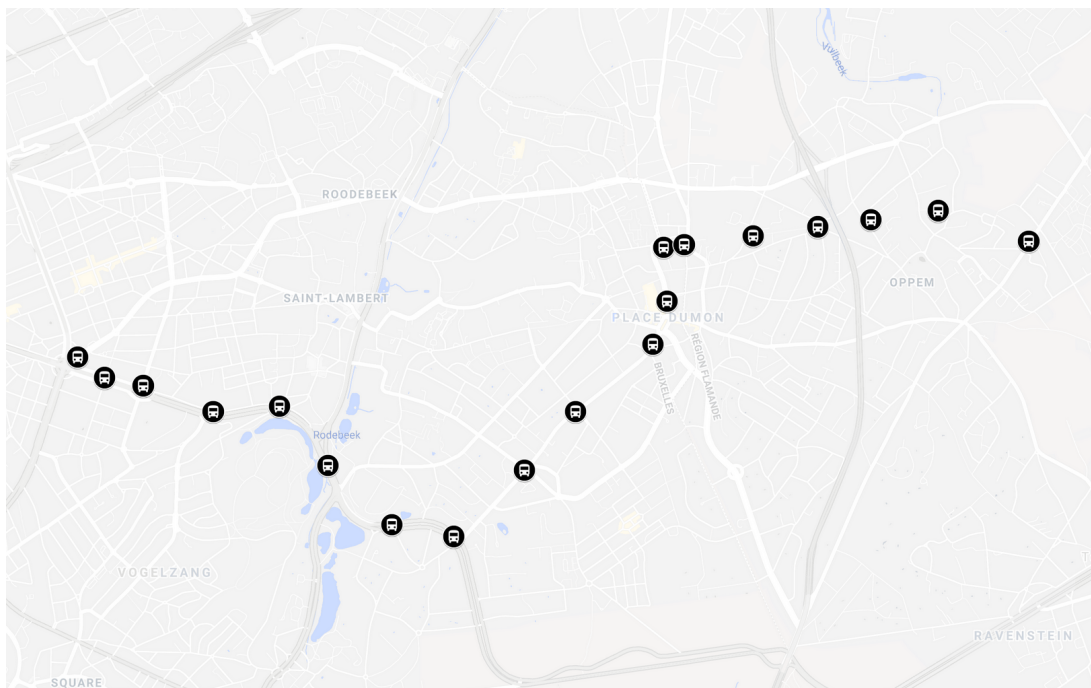 Vuilbeek
ROODEBEEK
OPPEM
SAINT-LAMBERT
PLACE DUMON
RÉGION FLAMANDE
BRUXELLES
Rodebeek
VOGELZANG
RAVENSTEIN
SQUARE